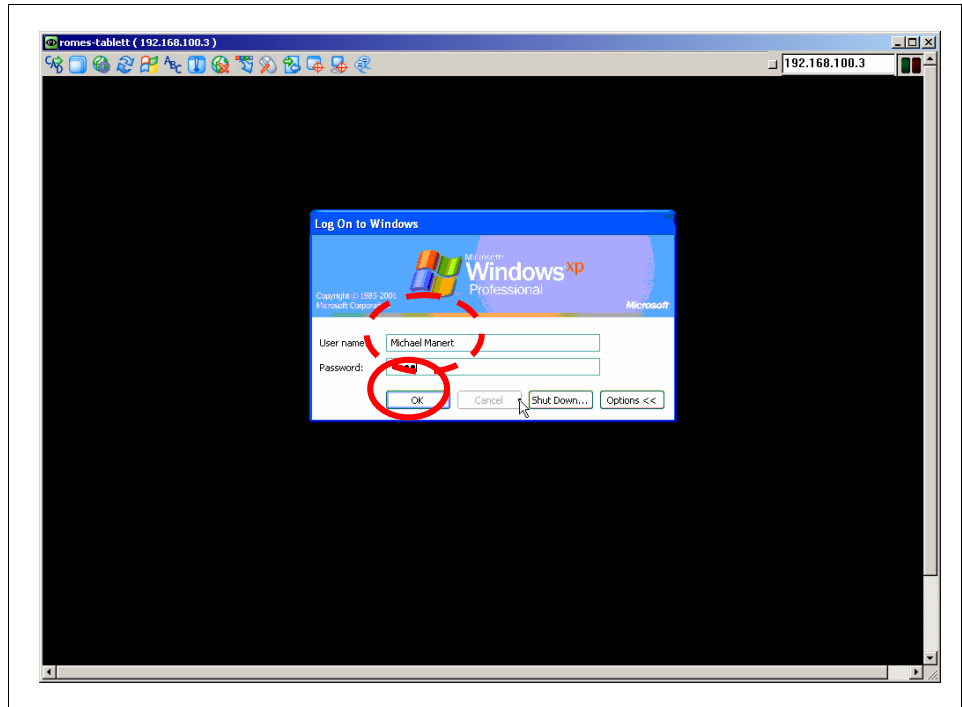 romes-tablett ( 192.168.100.3 )
192.168.100.3
Log On to Windows
Microsoft
Windows xp
Professional
Copyright © 1985-2001
Microsoft
Microsoft
User name
Michael Manert
Password:
OK
Cancel
Shut Down...
Options <<